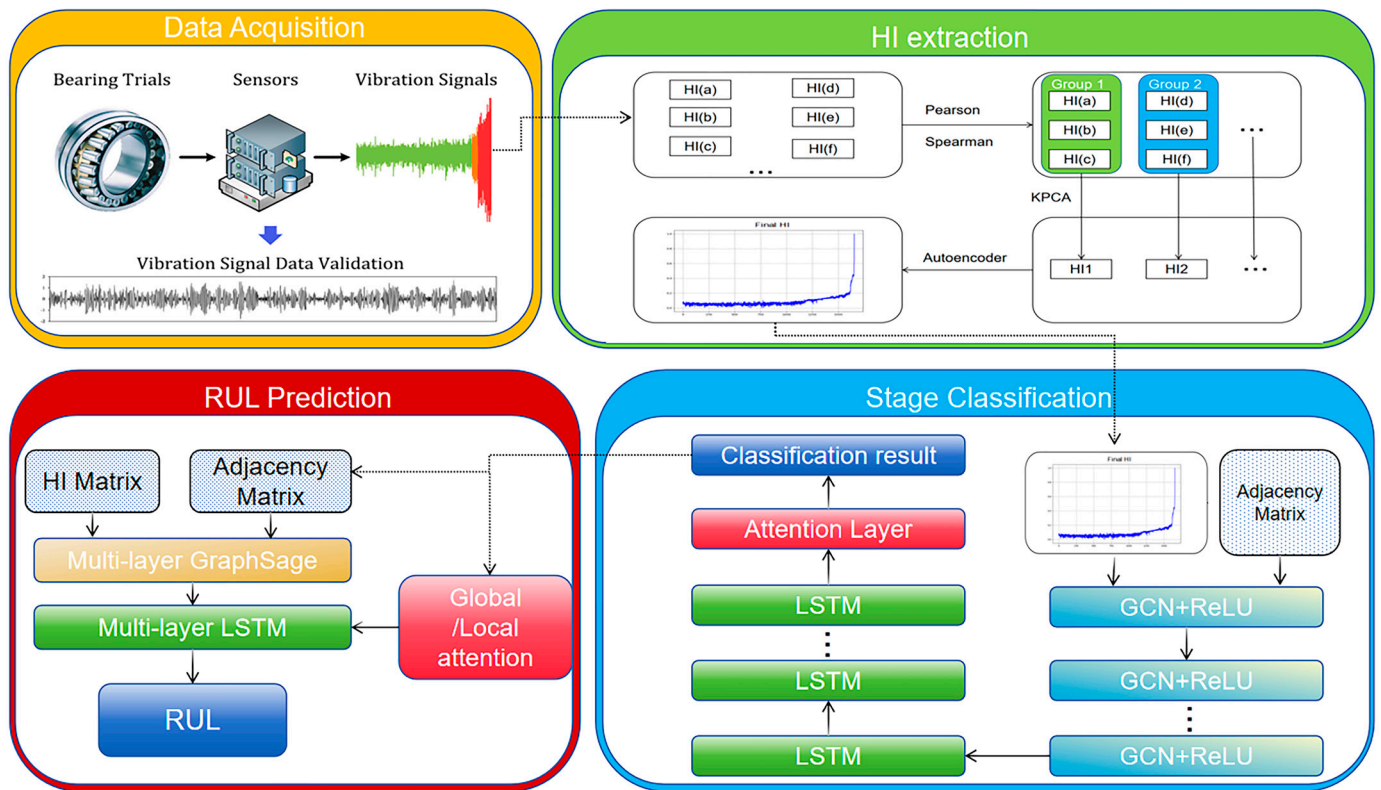 Data Acquisition
Bearing Trials
Sensors
Vibration Signals
Vibration Signal Data Validation
HI extraction
HI(a)
HI(d)
HI(b)
HI(e)
HI(c)
HI(f)
...
Pearson
Spearman
Group 1
Group 2
HI(a)
HI(d)
HI(b)
HI(e)
...
HI(c)
HI(f)
KPCA
Final HI
Autoencoder
HI1
HI2
...
RUL Prediction
HI Matrix
Adjacency
Matrix
Multi-layer GraphSage
Multi-layer LSTM
Global
/Local
attention
RUL
Stage Classification
Classification result
Attention Layer
LSTM
LSTM
LSTM
Final HI
Adjacency
Matrix
GCN+ReLU
GCN+ReLU
GCN+ReLU